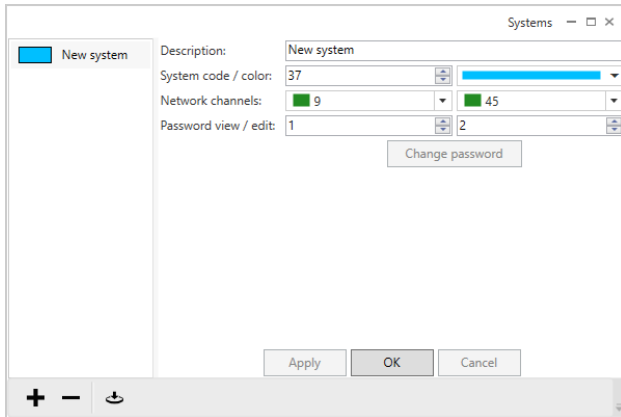 Systems
New system
Description: New system
System code / color: 37
Network channels: 9 45
Password view / edit: 1 2
Change password
Apply OK Cancel